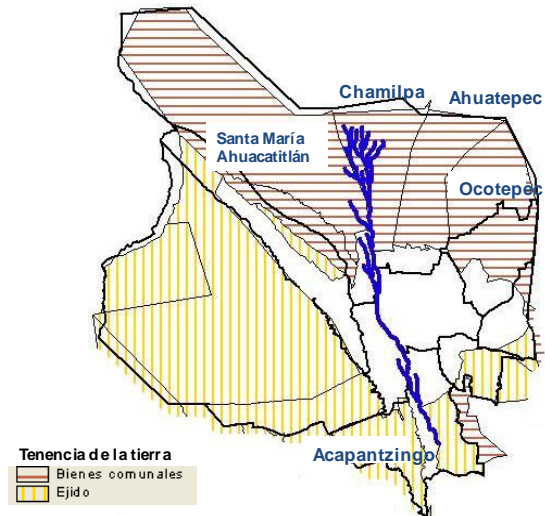 Chamilpa
Ahuatepec
Santa María
Ahuacatitlán
Ocotepec
Acapantzingo
Tenencia de la tierra
Bienes comunales
Ejido